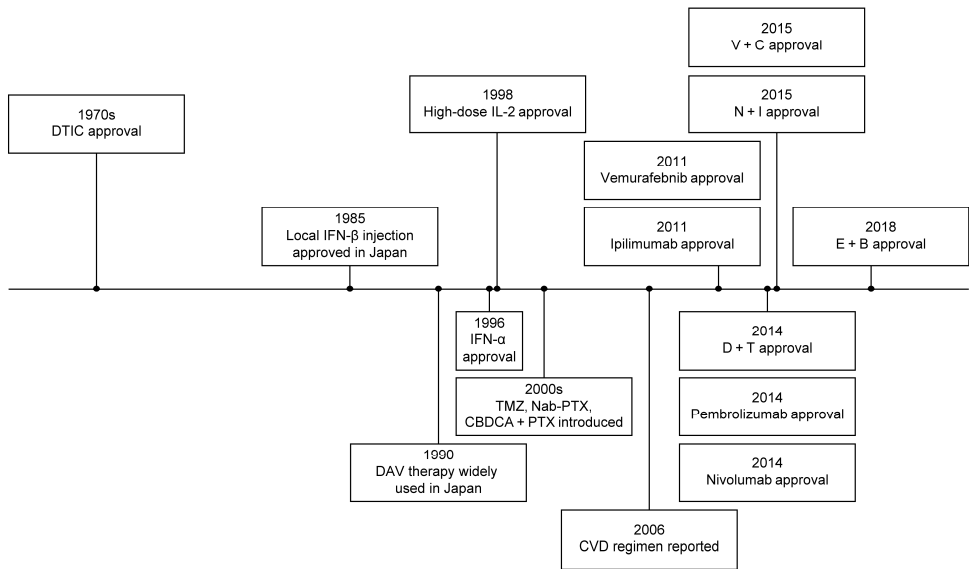 1970s
DTIC approval
1985
Local IFN-β injection
approved in Japan
1990
DAV therapy widely
used in Japan
1996
IFN-α
approval
1998
High-dose IL-2 approval
2000s
TMZ, Nab-PTX,
CBDCA + PTX introduced
2006
CVD regimen reported
2011
Vemurafebnib approval
2011
Ipilimumab approval
2014
D + T approval
2014
Pembrolizumab approval
2014
Nivolumab approval
2015
V + C approval
2015
N + I approval
2018
E + B approval